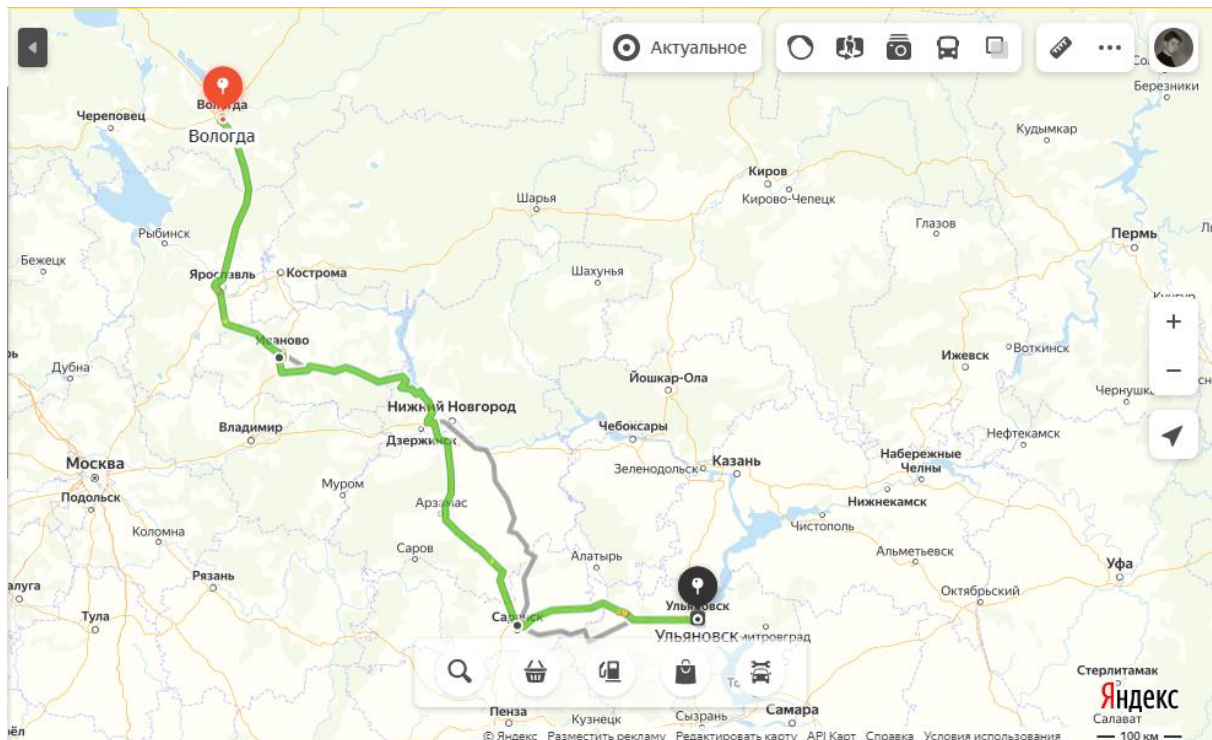 Актуальное
Березники
Вологда
Череповец
Вологда
Кудымкар
Киров
Кирово-Чепецк
Шарья
Глазов
Пермь
Рыбинск
Бежецк
Ярославль
Кострома
Шахунья
Кунгур
Иваново
Воткинск
Ижевск
Дубна
Йошкар-Ола
Чернушка
Нижний Новгород
Владимир
Дзержинск
Чебоксары
Нефтекамск
Москва
Зеленодольск
Казань
Набережные
Челны
Подольск
Муром
Арзамас
Нижнекамск
Чистополь
Коломна
Саров
Алатырь
Альметьевск
Уфа
Рязань
Октябрьский
Тула
Саранск
Ульяновск
Ульяновск
митровград
Стерлитамак
Яндекс
Салават
Пенза
Кузнецк
Сызрань
Самара
© Яндекс Разместить рекламу Редактировать карту API Карт Справка Условия использования 100 км